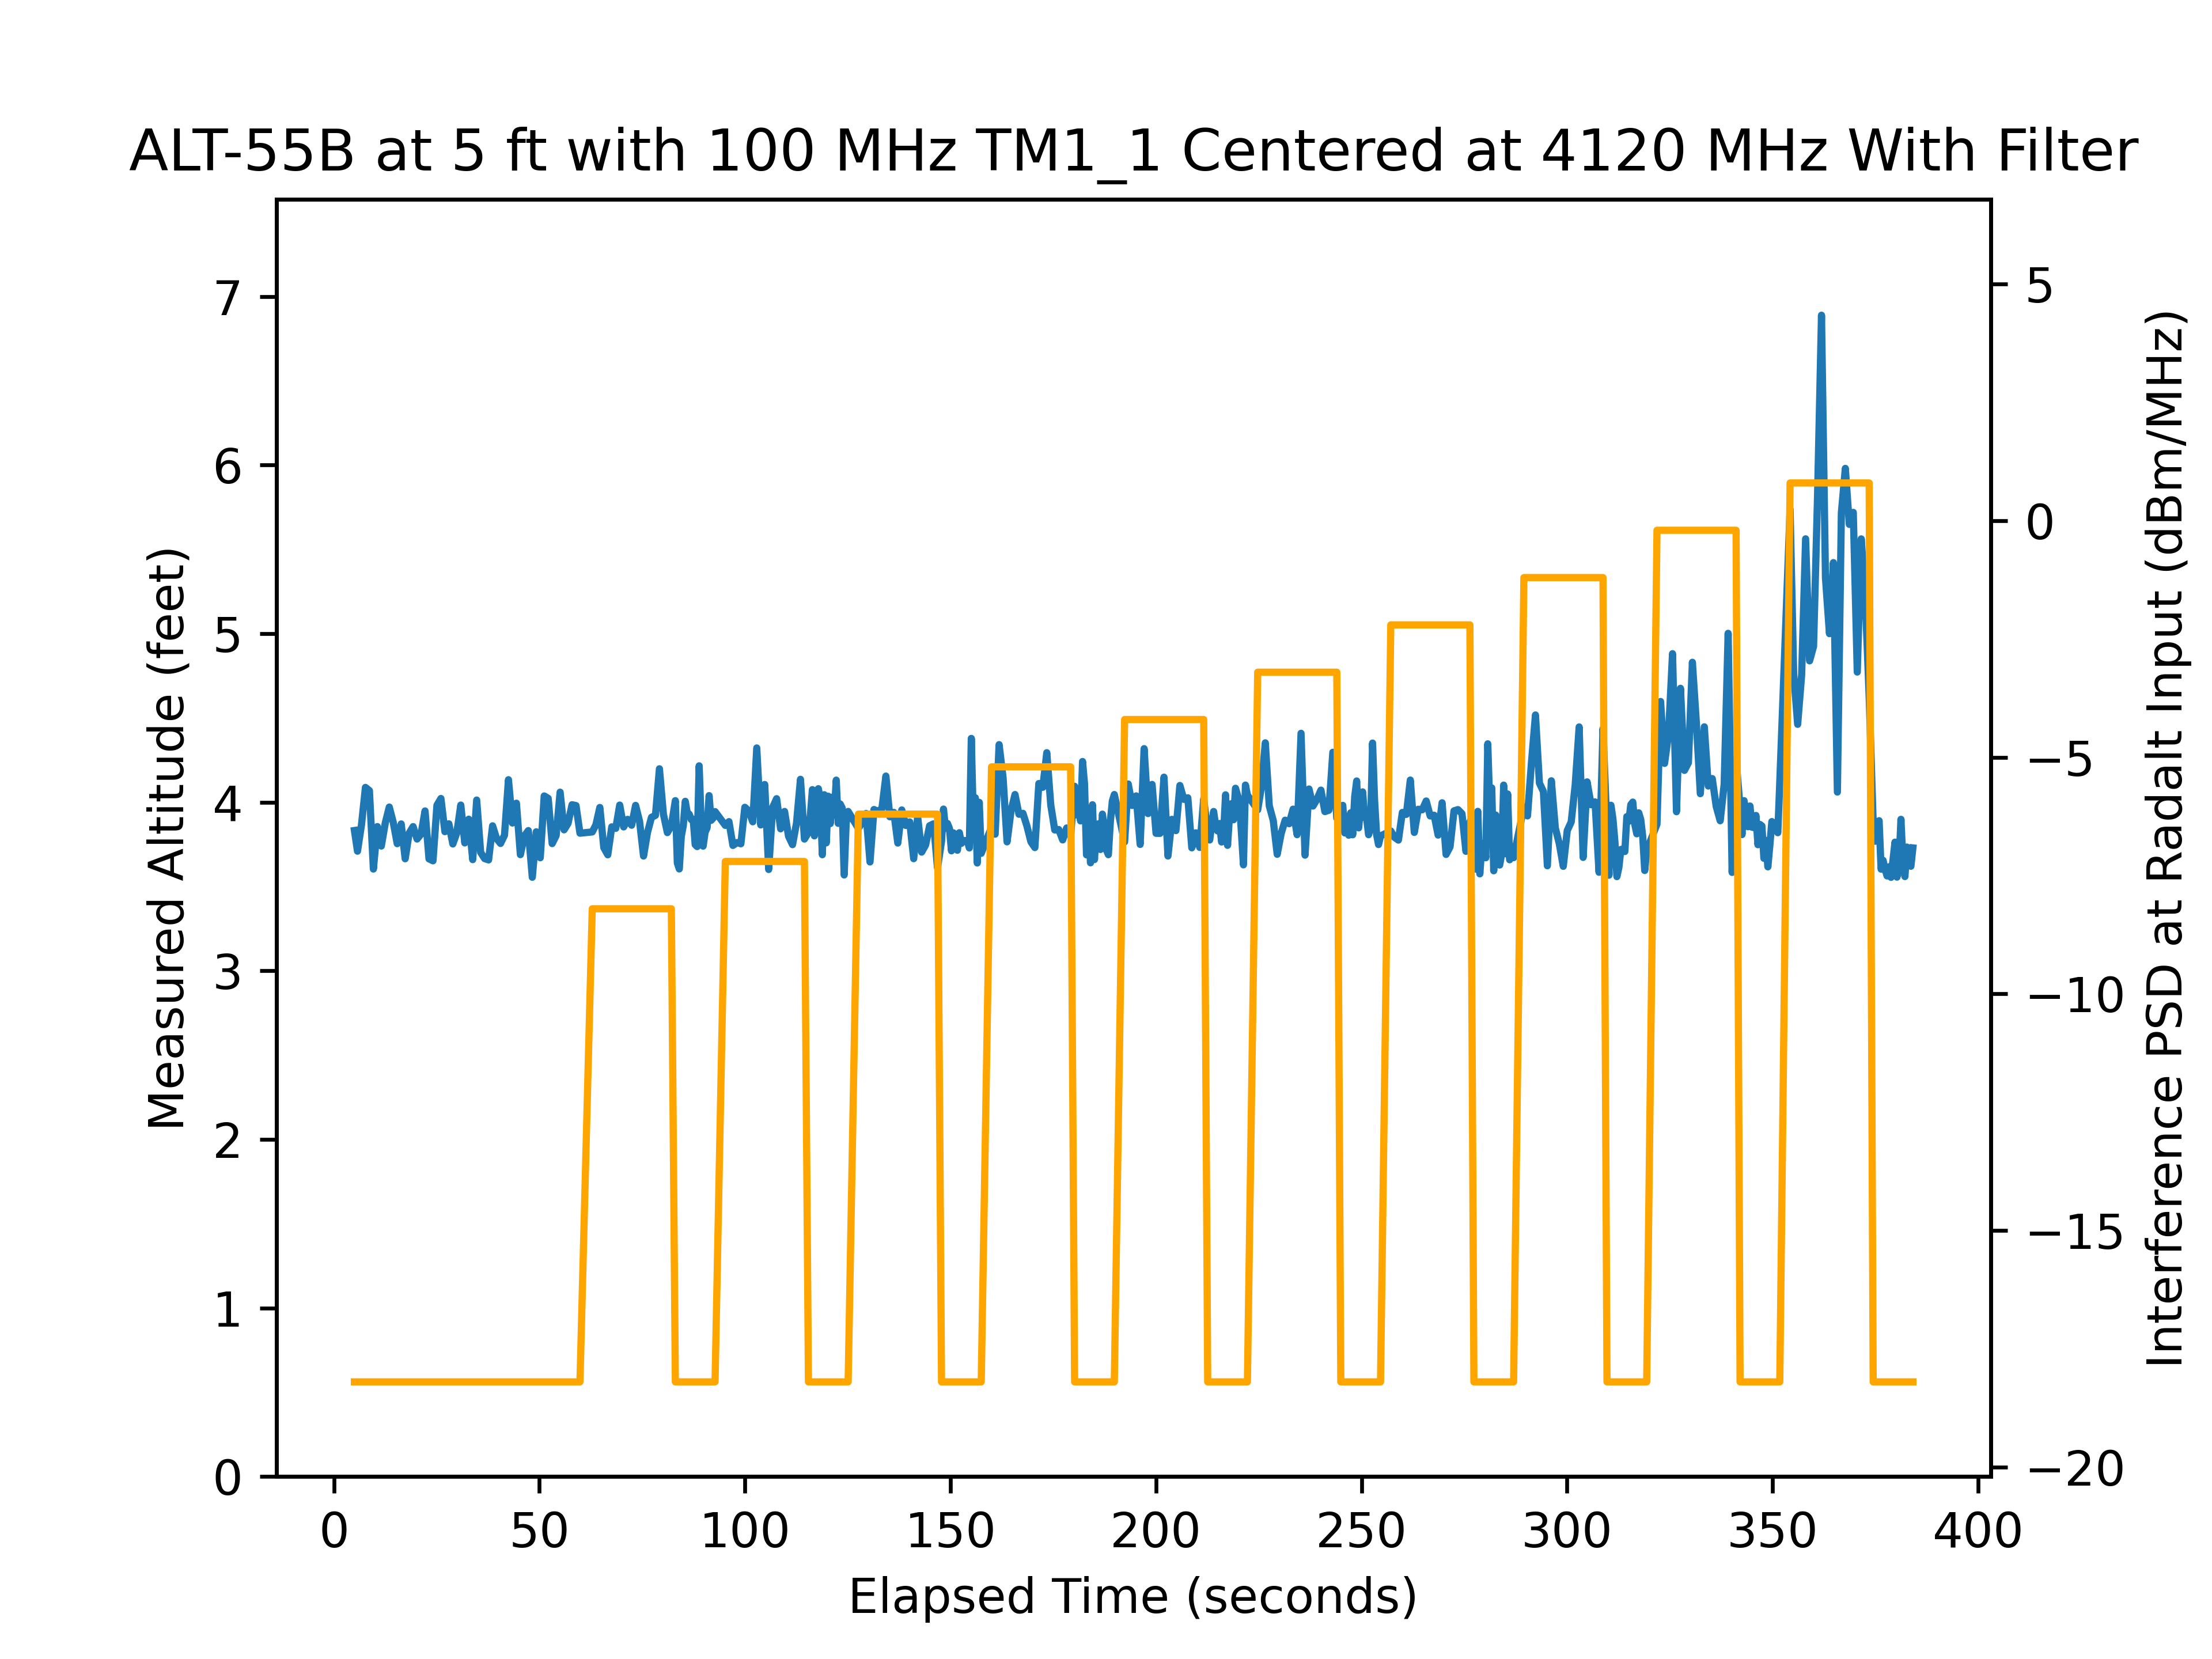 ALT-55B at 5 ft with 100 MHz TM1_1 Centered at 4120 MHz With Filter
Measured Altitude (feet)
7
6
5
4
3
2
1
0
0 50 100 150 200 250 300 350 400
Elapsed Time (seconds)
5
0
−5
−10
−15
−20
Interference PSD at Radalt Input (dBm/MHz)